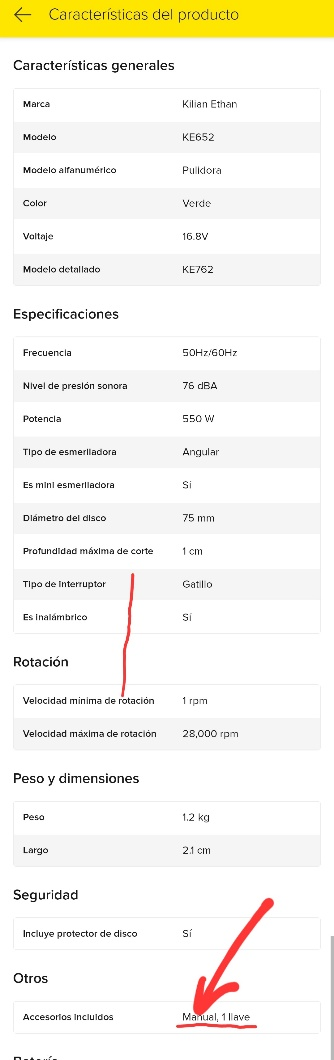 Características del producto
Características generales
Marca Kilian Ethan
Modelo KE652
Modelo alfanumérico Pulidora
Color Verde
Voltaje 16.8V
Modelo detallado KE762
Especificaciones
Frecuencia 50Hz/60Hz
Nivel de presión sonora 76 dBA
Potencia 550 W
Tipo de esmeriladora Angular
Es mini esmeriladora Sí
Diámetro del disco 75 mm
Profundidad máxima de corte 1 cm
Tipo de interruptor Gatillo
Es inalámbrico Sí
Rotación
Velocidad mínima de rotación 1 rpm
Velocidad máxima de rotación 28,000 rpm
Peso y dimensiones
Peso 1.2 kg
Largo 2.1 cm
Seguridad
Incluye protector de disco Sí
Otros
Accesorios incluidos Manual, 1 llave